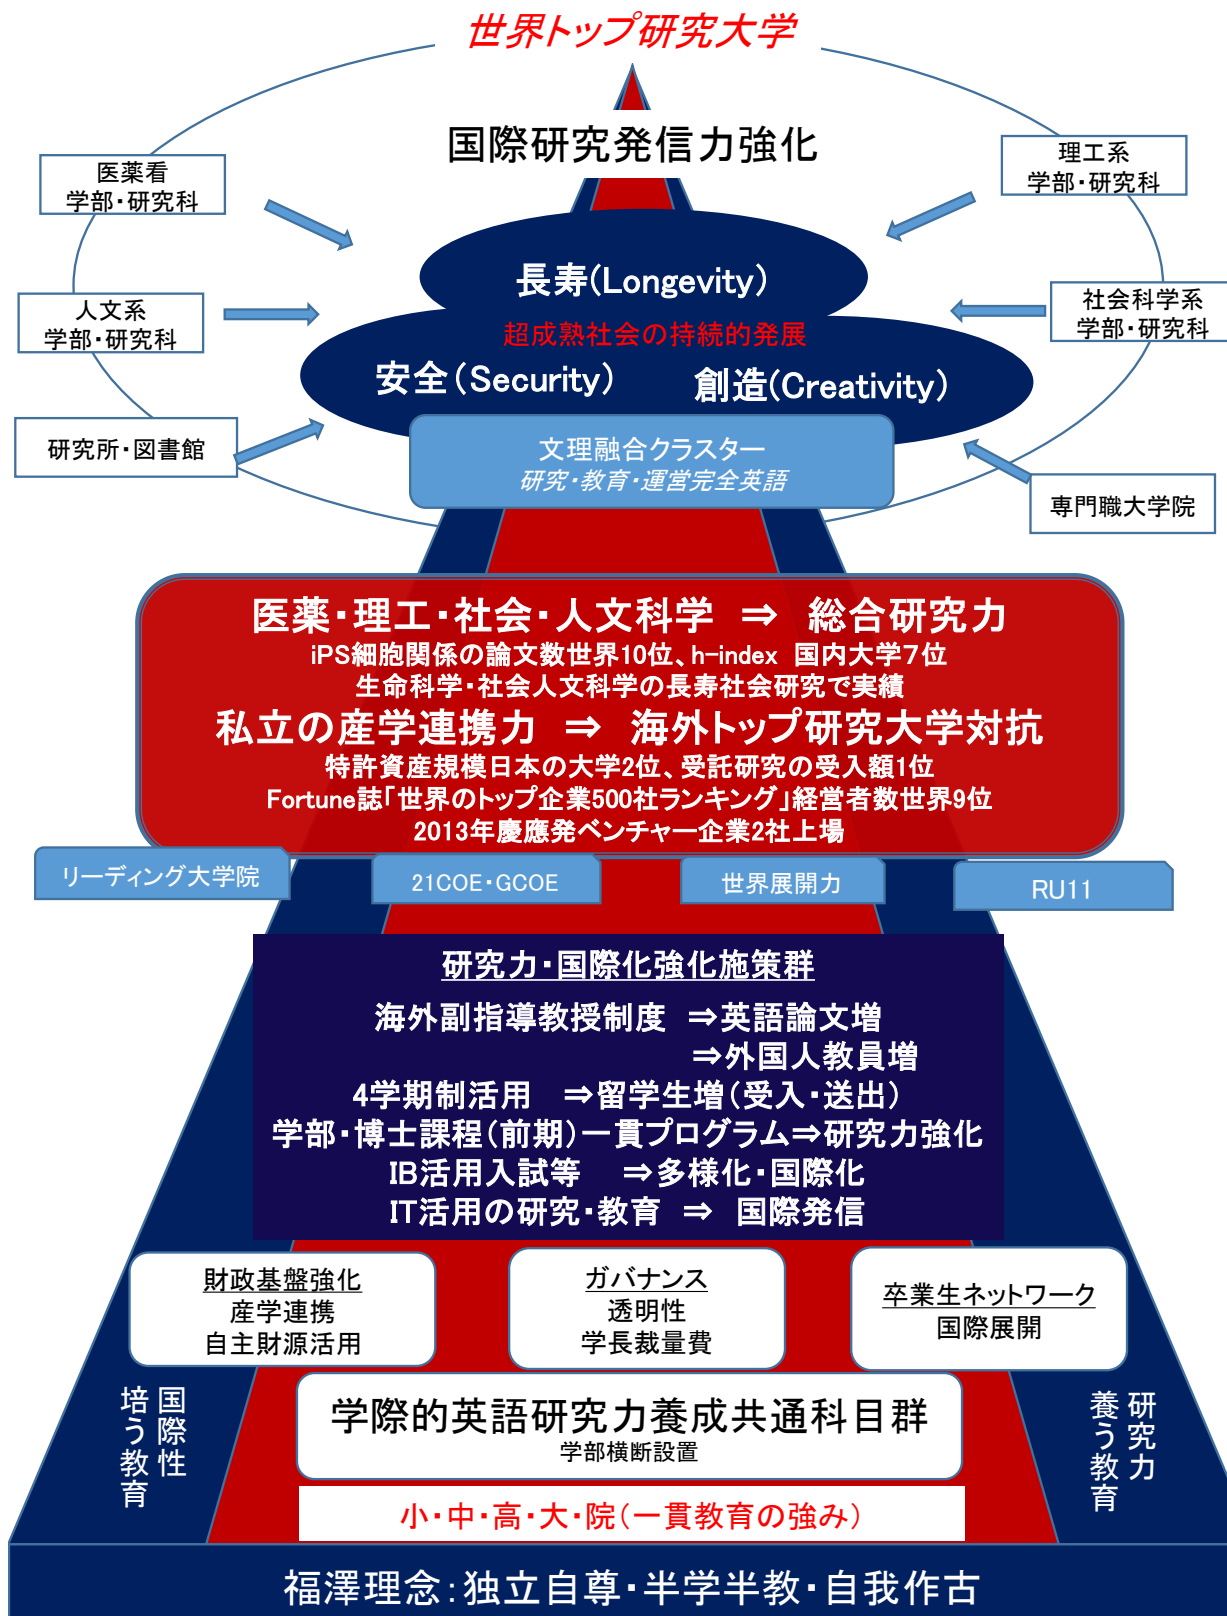 世界トップ研究大学
国際研究発信力強化
医薬看
学部・研究科
理工系
学部・研究科
長寿(Longevity)
人文系
学部・研究科
社会科学系
学部・研究科
超成熟社会の持続的発展
安全(Security)
創造(Creativity)
研究所・図書館
文理融合クラスター
研究・教育・運営完全英語
専門職大学院
医薬・理工・社会・人文科学 ⇒ 総合研究力
iPS細胞関係の論文数世界10位、h-index 国内大学7位
生命科学・社会人文科学の長寿社会研究で実績
私立の産学連携力 ⇒ 海外トップ研究大学対抗
特許資産規模日本の大学2位、受託研究の受入額1位
Fortune誌「世界のトップ企業500社ランキング」経営者数世界9位
2013年慶應発ベンチャー企業2社上場
リーディング大学院
21COE・GCOE
世界展開力
RU11
研究力・国際化強化施策群
海外副指導教授制度 ⇒英語論文増
⇒外国人教員増
4学期制活用 ⇒留学生増(受入・送出)
学部・博士課程(前期)一貫プログラム⇒研究力強化
IB活用入試等 ⇒多様化・国際化
IT活用の研究・教育 ⇒ 国際発信
財政基盤強化
産学連携
自主財源活用
ガバナンス
透明性
学長裁量費
卒業生ネットワーク
国際展開
国際性
培う教育
学際的英語研究力養成共通科目群
学部横断設置
研究力
養う教育
小・中・高・大・院(一貫教育の強み)
福澤理念:独立自尊・半学半教・自我作古